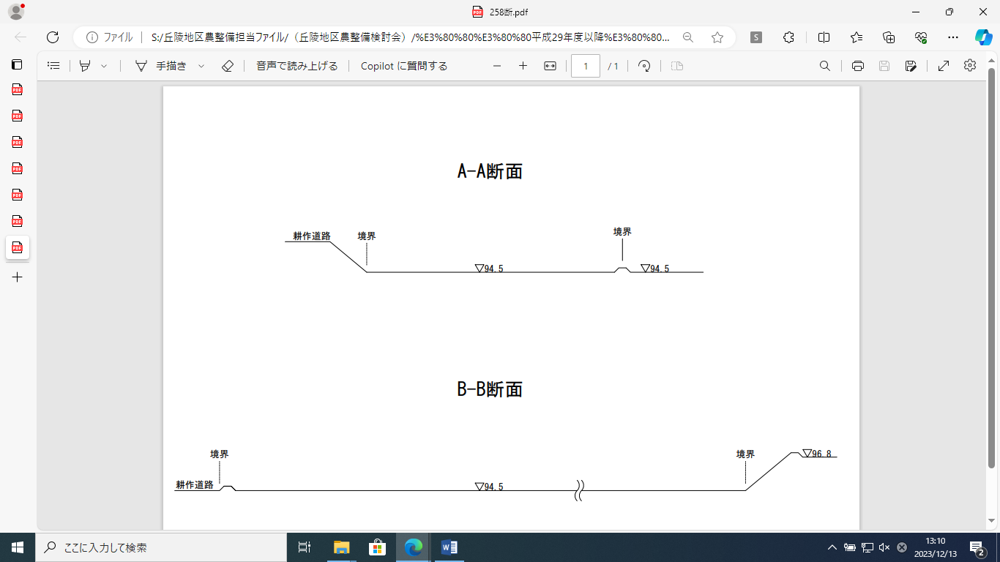 258断.pdf
ファイル
S:/丘陵地区農整備担当ファイル/（丘陵地区農整備検討会）/%E3%80%80%E3%80%80平成29年度以降%E3%80%80...
S
手描き
音声で読み上げる
Copilot に質問する
1
/ 1
A-A断面
耕作道路
境界
境界
▽94.5
▽94.5
B-B断面
境界
境界
▽96.8
耕作道路
▽94.5
ここに入力して検索
13:10
2023/12/13
2